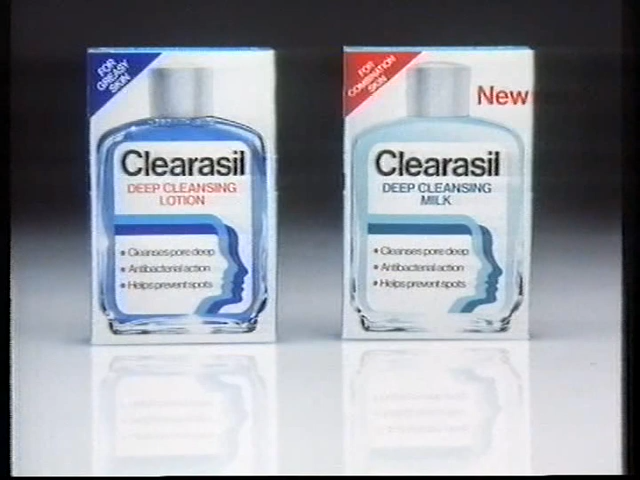 FOR
GREASY
SKIN
Clearasil
DEEP CLEANSING
LOTION
• Cleanses pore deep
• Antibacterial action
• Helps prevent spots
FOR
COMBINATION
SKIN
New
Clearasil
DEEP CLEANSING
MILK
• Cleanses pore deep
• Antibacterial action
• Helps prevent spots